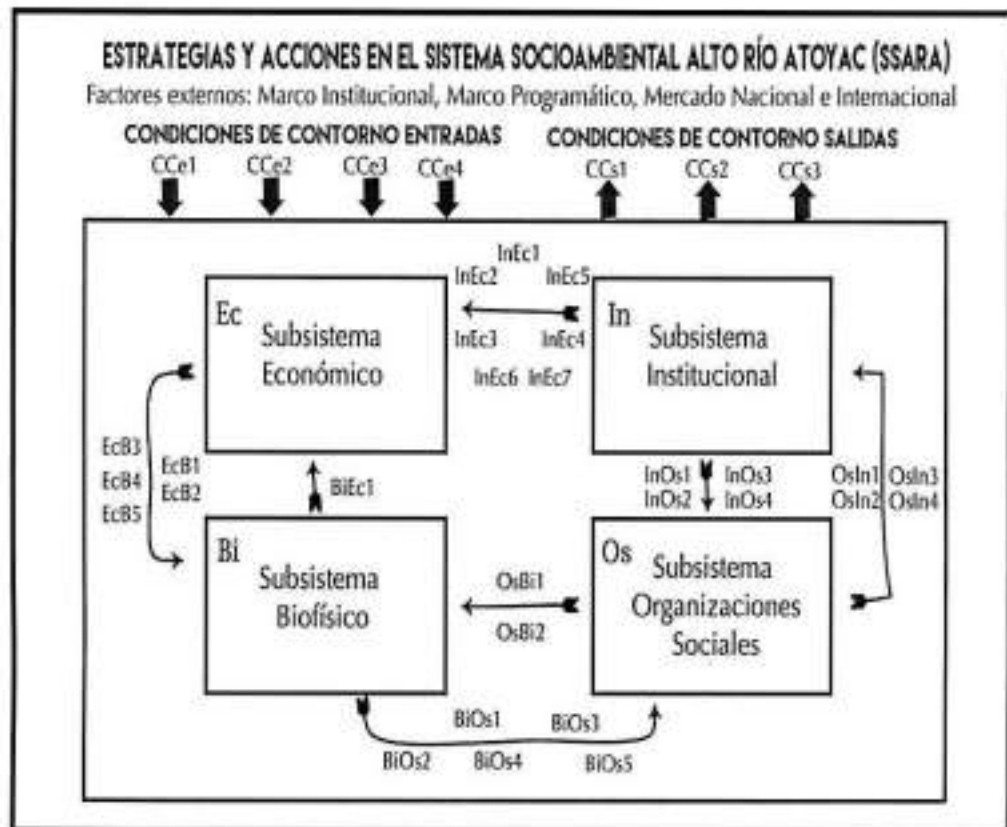 ESTRATEGIAS Y ACCIONES EN EL SISTEMA SOCIOAMBIENTAL ALTO RÍO ATOYAC (SSARA)
Factores externos: Marco Institucional, Marco Programático, Mercado Nacional e Internacional
CONDICIONES DE CONTORNO ENTRADAS
CCe1 CCe2 CCe3 CCe4
CONDICIONES DE CONTORNO SALIDAS
CCs1 CCs2 CCs3
Ec
Subsistema
Económico
InEc1
InEc2 InEc5
InEc3 InEc4
InEc6 InEc7
In
Subsistema
Institucional
EcB3
EcB4
EcB5
EcB1
EcB2
BiEc1
InOs1 InOs3
InOs2 InOs4
OsIn1 OsIn3
OsIn2 OsIn4
Bi
Subsistema
Biofísico
OsBi1
OsBi2
Os
Subsistema
Organizaciones
Sociales
BiOs1 BiOs3
BiOs2 BiOs4 BiOs5